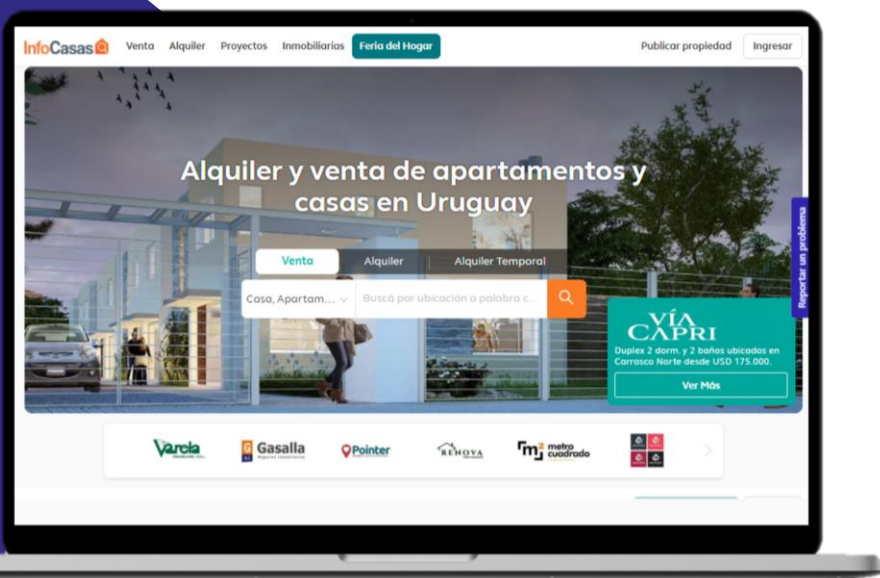 InfoCasas
Venta Alquiler Proyectos Inmobiliarias Feria del Hogar Publicar propiedad Ingresar
Alquiler y venta de apartamentos y
casas en Uruguay
Venta Alquiler Alquiler Temporal
Casa, Apartam... Buscá por ubicación o palabra c...
Reportar un problema
VÍA
CAPRI
Duplex 2 dorm. y 2 baños ubicados en
Carrasco Norte desde USD 175.000.
Ver Más
Varela
Gasalla
Pointer
RENOVA
m2 metro
cuadrado